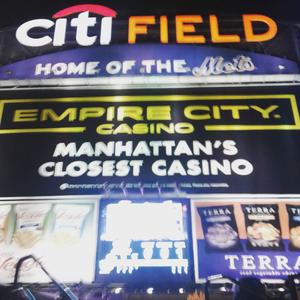 citi FIELD
HOME OF THE Mets
EMPIRE CITY
CASINO
MANHATTAN'S
CLOSEST CASINO
TERRA
TERRA
TERRA